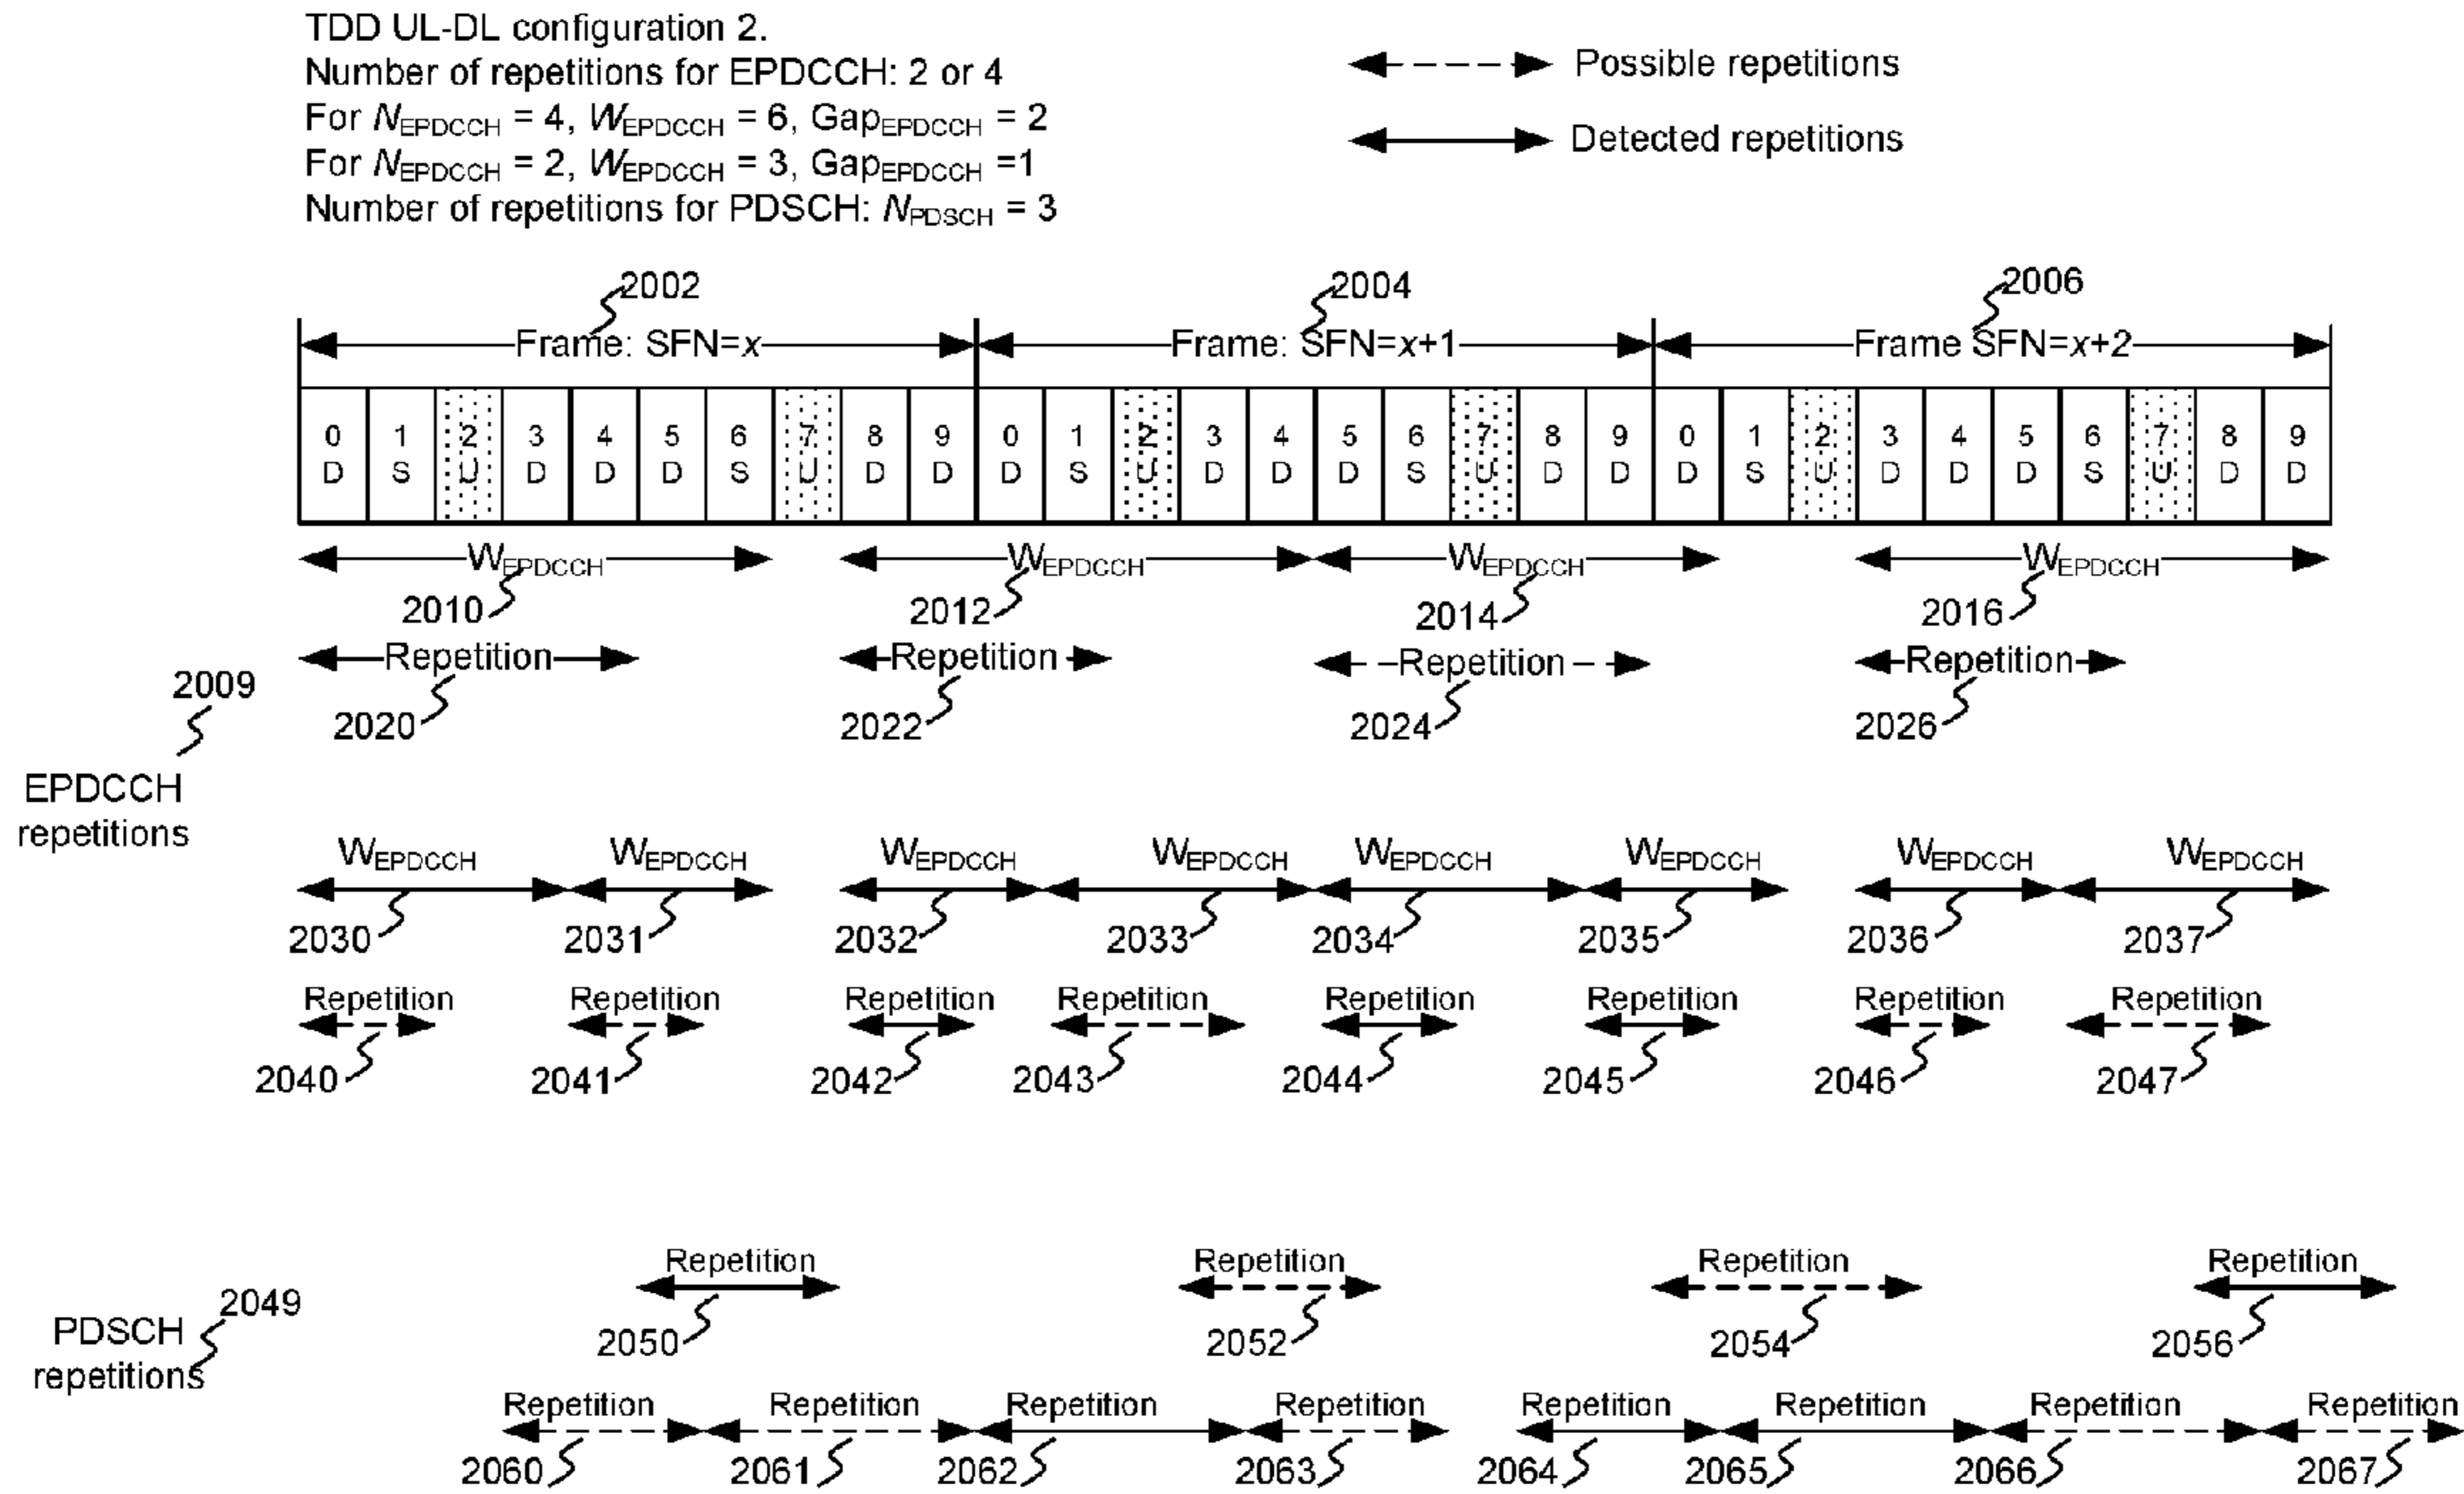 TDD UL-DL configuration 2.
Number of repetitions for EPDCCH: 2 or 4
For NEPDCCH = 4, WEPDCCH = 6, GapEPDCCH = 2
For NEPDCCH = 2, WEPDCCH = 3, GapEPDCCH =1
Number of repetitions for PDSCH: NPDSCH = 3
Possible repetitions
Detected repetitions
2002 2004 2006
Frame: SFN=x Frame: SFN=x+1 Frame SFN=x+2
0 1 2 3 4 5 6 7 8 9 0 1 2 3 4 5 6 7 8 9 0 1 2 3 4 5 6 7 8 9
D S U D D D S U D D D S U D D D S U D D D S U D D D S U D D
WEPDCCH WEPDCCH WEPDCCH WEPDCCH
2010 2012 2014 2016
Repetition Repetition Repetition Repetition
2020 2022 2024 2026
2009
EPDCCH
repetitions
WEPDCCH WEPDCCH WEPDCCH WEPDCCH WEPDCCH WEPDCCH WEPDCCH WEPDCCH
2030 2031 2032 2033 2034 2035 2036 2037
Repetition Repetition Repetition Repetition Repetition Repetition Repetition Repetition
2040 2041 2042 2043 2044 2045 2046 2047
Repetition Repetition Repetition Repetition
2050 2052 2054 2056
2049
PDSCH
repetitions
Repetition Repetition Repetition Repetition Repetition Repetition Repetition Repetition
2060 2061 2062 2063 2064 2065 2066 2067